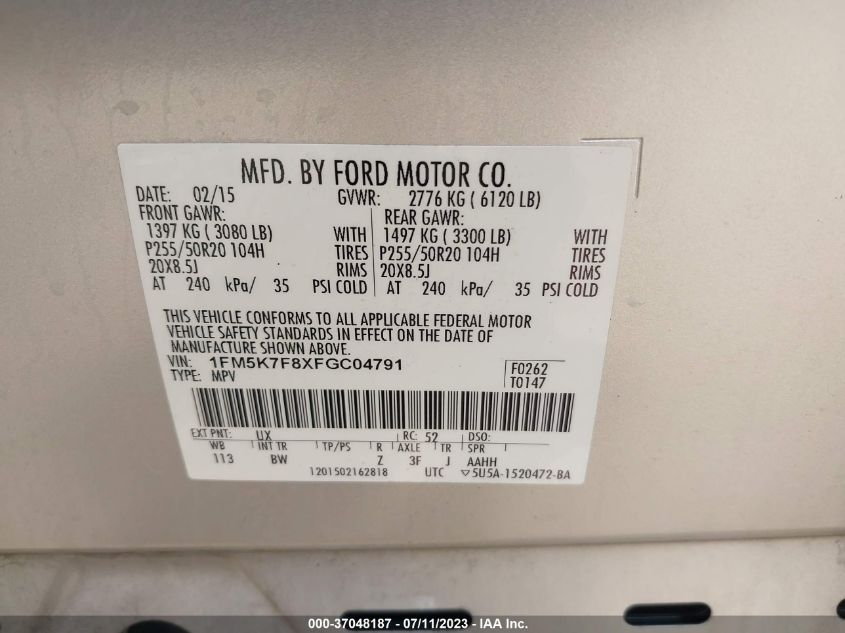 MFD. BY FORD MOTOR CO.
DATE: 02/15 GVWR: 2776 KG ( 6120 LB)
FRONT GAWR: REAR GAWR:
1397 KG ( 3080 LB) WITH 1497 KG ( 3300 LB) WITH
P255/50R20 104H TIRES P255/50R20 104H TIRES
20X8.5J RIMS 20X8.5J RIMS
AT 240 kPa/ 35 PSI COLD AT 240 kPa/ 35 PSI COLD
THIS VEHICLE CONFORMS TO ALL APPLICABLE FEDERAL MOTOR
VEHICLE SAFETY STANDARDS IN EFFECT ON THE DATE OF
MANUFACTURE SHOWN ABOVE.
VIN: 1FM5K7F8XFGC04791 F0262
TYPE: MPV T0147
EXT PNT: UX RC: 52 DSO:
WB INT TR TP/PS R AXLE TR SPR
113 BW Z 3F J AAHH
1201502162818 UTC ▽5U5A-1520472-BA
000-37048187 - 07/11/2023 - IAA Inc.